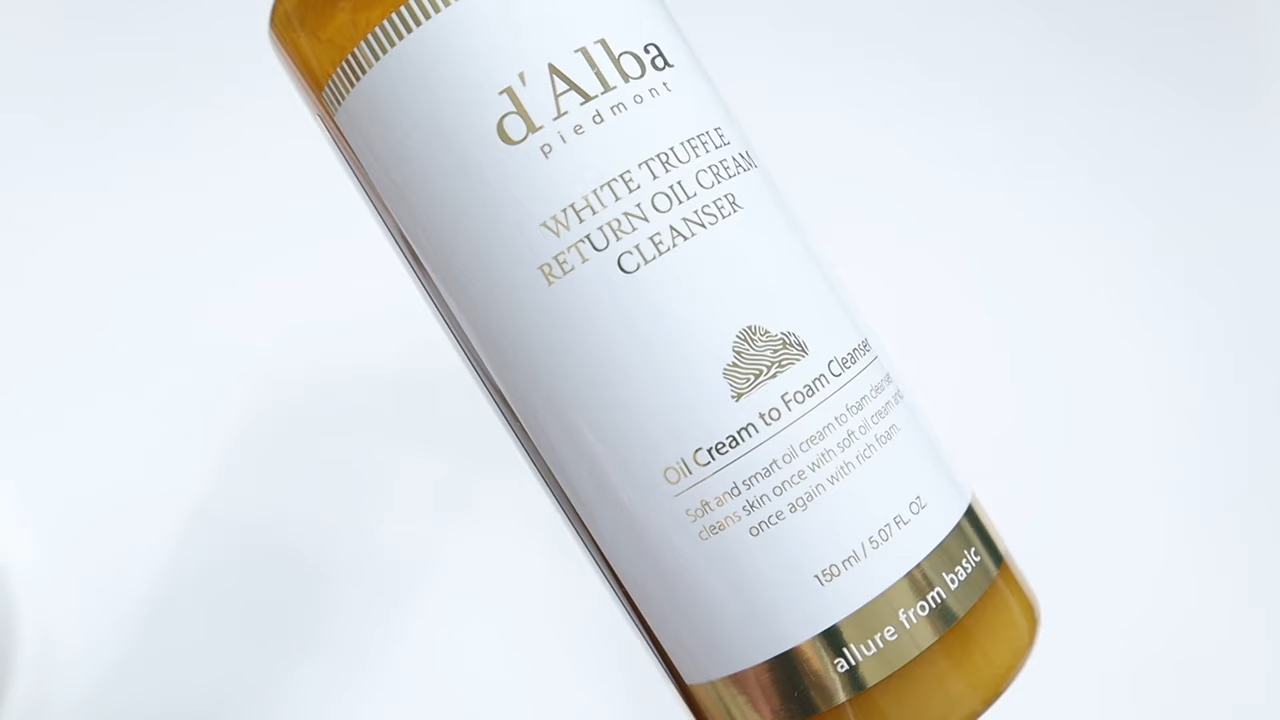 d'Alba
piedmont
WHITE TRUFFLE
RETURN OIL CREAM
CLEANSER
Oil Cream to Foam Cleanser
Soft and smart oil cream to foam cleanser
cleans skin once with soft oil cream and
once again with rich foam.
150 ml / 5.07 FL. OZ
allure from basic